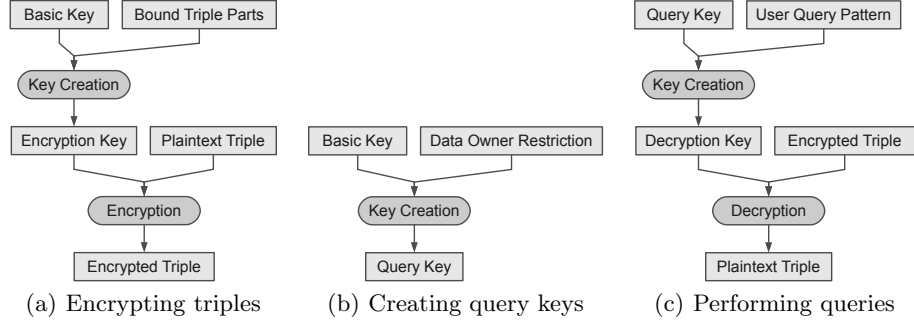 Basic Key
Bound Triple Parts
Key Creation
Encryption Key
Plaintext Triple
Encryption
Encrypted Triple
(a) Encrypting triples
Basic Key
Data Owner Restriction
Key Creation
Query Key
(b) Creating query keys
Query Key
User Query Pattern
Key Creation
Decryption Key
Encrypted Triple
Decryption
Plaintext Triple
(c) Performing queries